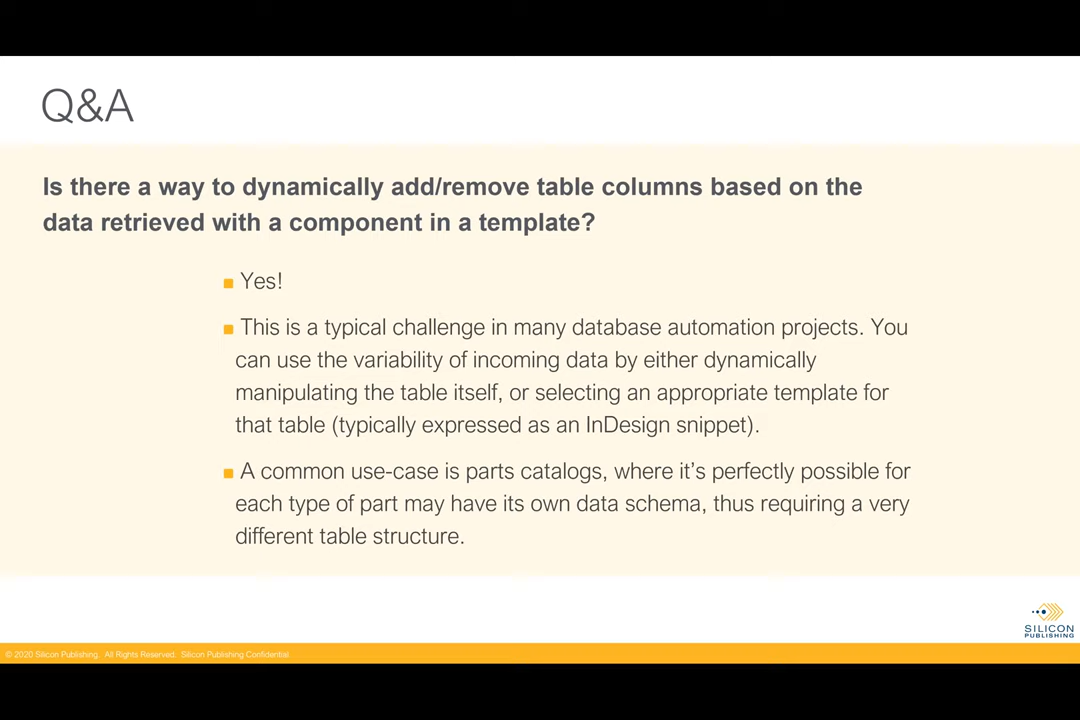 Q&A
Is there a way to dynamically add/remove table columns based on the
data retrieved with a component in a template?
■ Yes!
■ This is a typical challenge in many database automation projects. You
can use the variability of incoming data by either dynamically
manipulating the table itself, or selecting an appropriate template for
that table (typically expressed as an InDesign snippet).
■ A common use-case is parts catalogs, where it's perfectly possible for
each type of part may have its own data schema, thus requiring a very
different table structure.
SILICON
PUBLISHING
© 2020 Silicon Publishing. All Rights Reserved. Silicon Publishing Confidential.